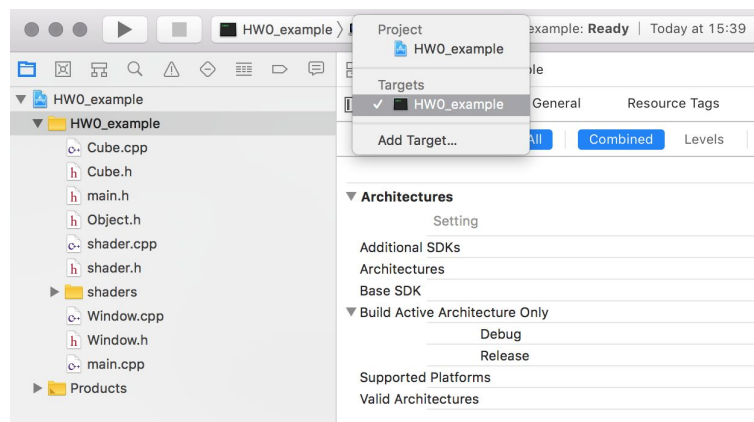 HW0_example
example: Ready | Today at 15:39
Project
HW0_example
Targets
HW0_example
Add Target...
General
Resource Tags
All
Combined
Levels
HW0_example
HW0_example
Cube.cpp
Cube.h
main.h
Object.h
shader.cpp
shader.h
shaders
Window.cpp
Window.h
main.cpp
Products
Architectures
Setting
Additional SDKs
Architectures
Base SDK
Build Active Architecture Only
Debug
Release
Supported Platforms
Valid Architectures